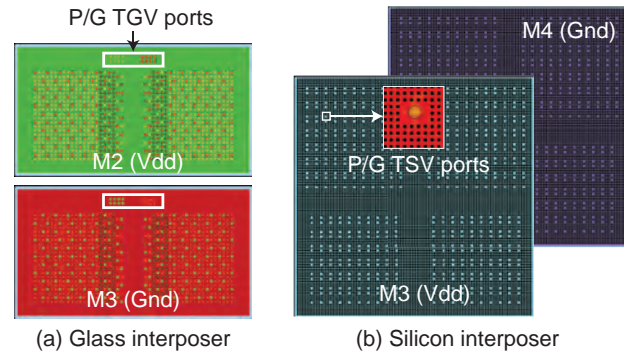 P/G TGV ports
M2 (Vdd)
M3 (Gnd)
(a) Glass interposer
M4 (Gnd)
P/G TSV ports
M3 (Vdd)
(b) Silicon interposer